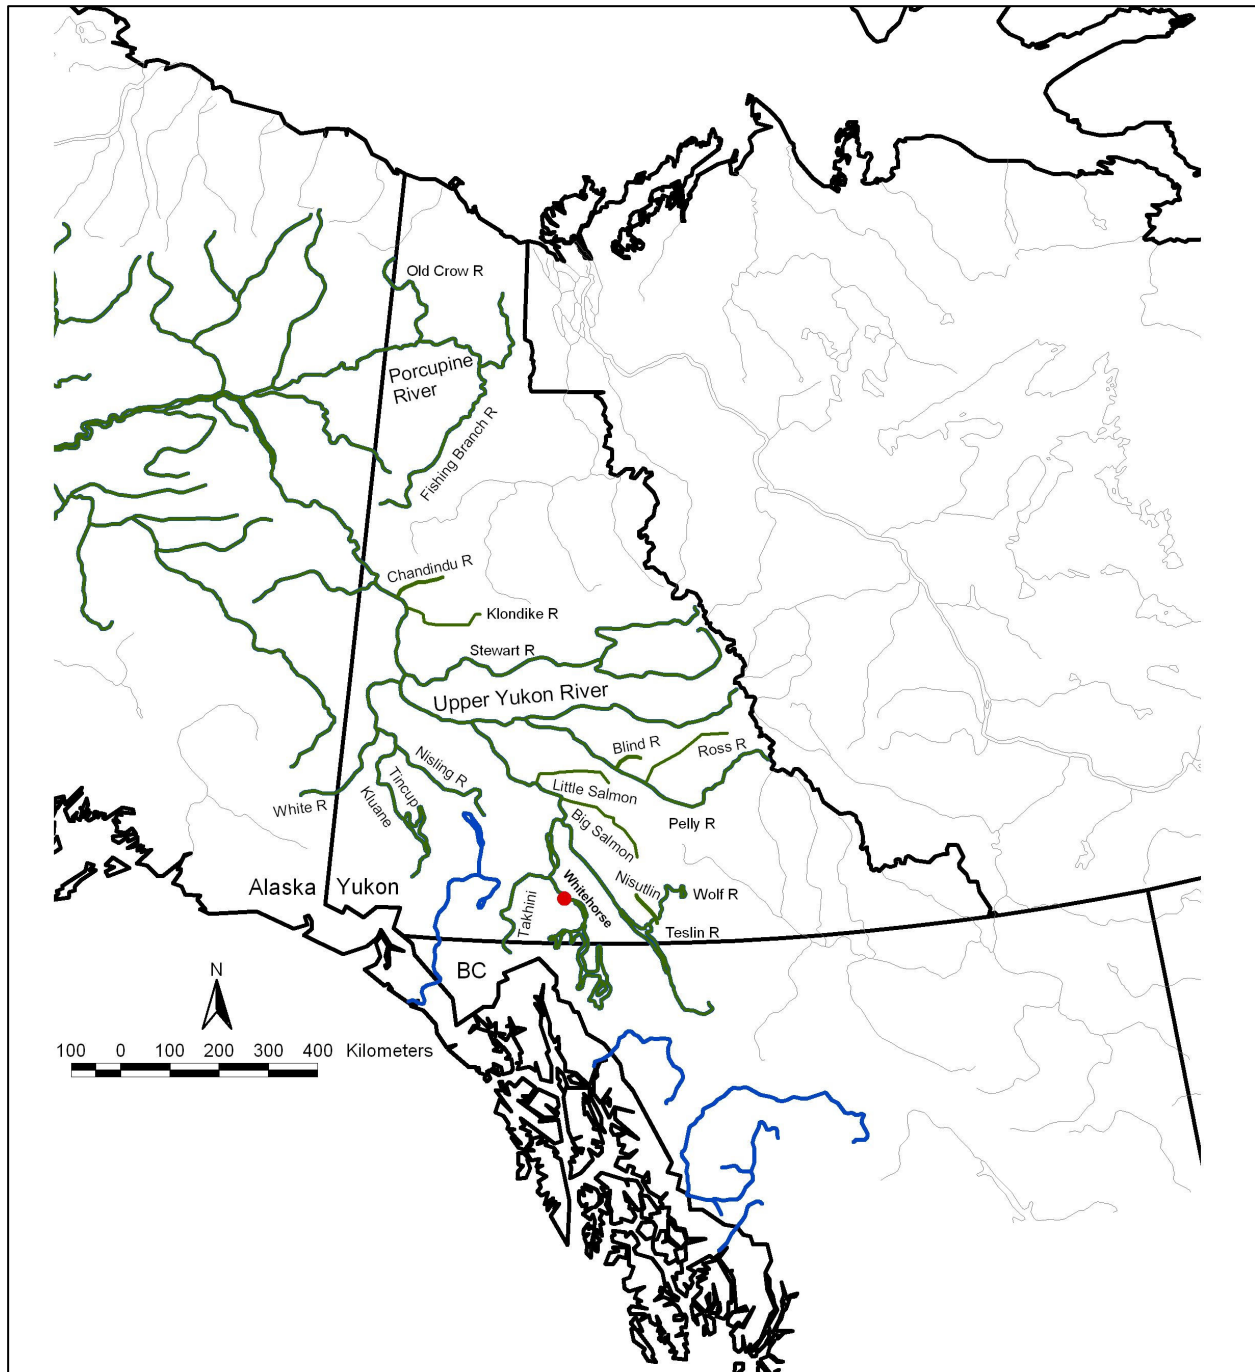 Old Crow R
Porcupine
River
Fishing Branch R
Chandindu R
Klondike R
Stewart R
Upper Yukon River
Blind R
Ross R
Nisling R
Tincup
Kluane
White R
Little Salmon
Big Salmon
Pelly R
Alaska
Yukon
Takhini
Whitehorse
Nisutlin
Wolf R
Teslin R
BC
N
100 0 100 200 300 400 Kilometers